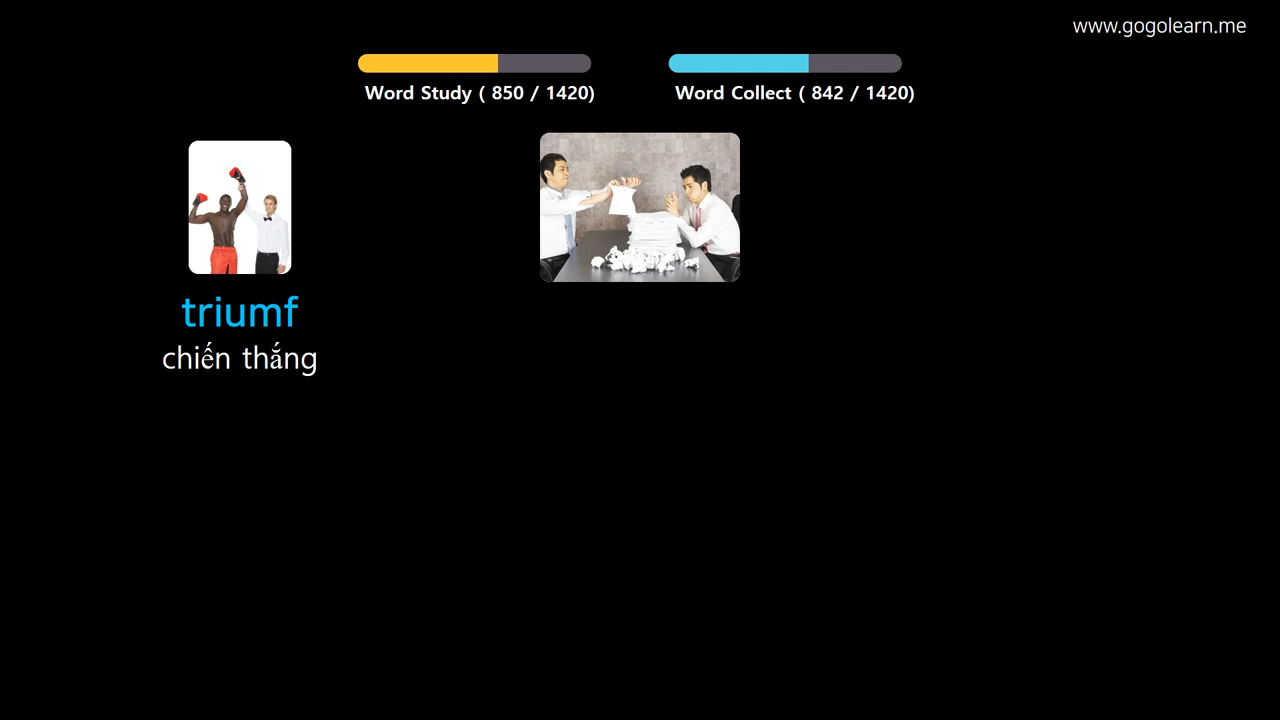 www.gogolearn.me
Word Study ( 850 / 1420)
Word Collect ( 842 / 1420)
triumf
chiến thắng